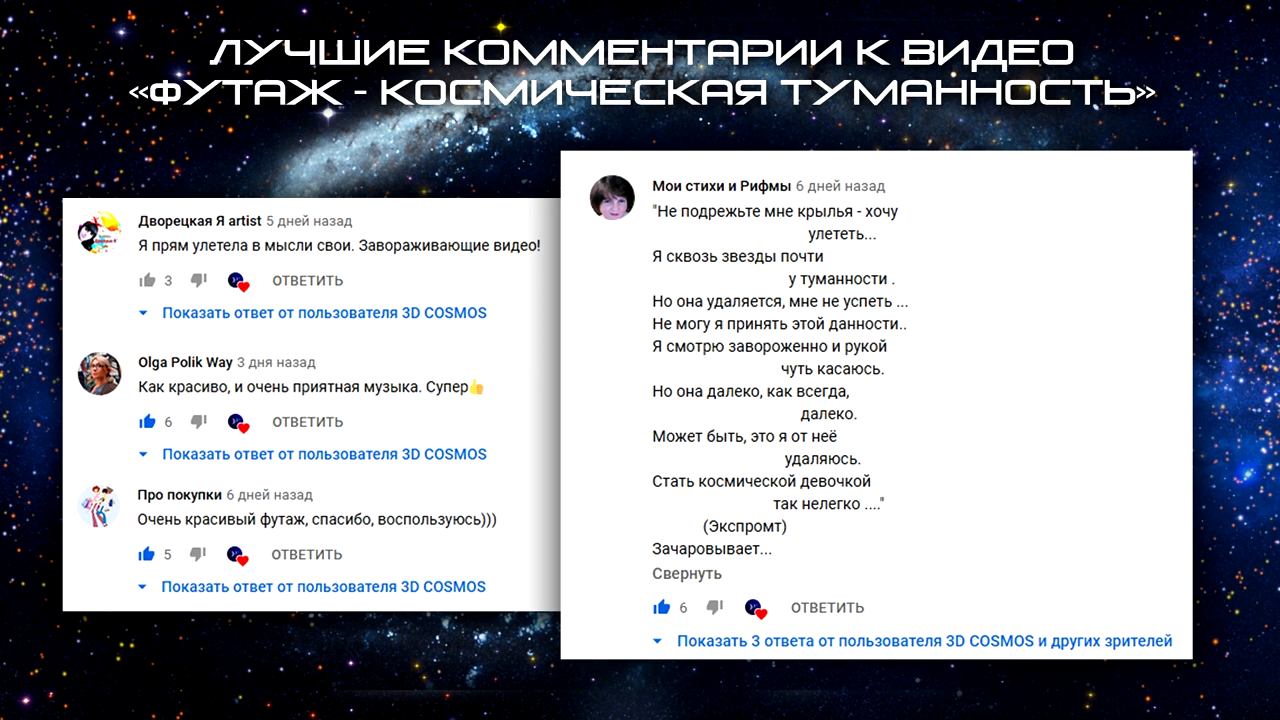 ЛУЧШИЕ КОММЕНТАРИИ К ВИДЕО
«ФУТАЖ - КОСМИЧЕСКАЯ ТУМАННОСТЬ»
Дворецкая Я artist 5 дней назад
Я прям улетела в мысли свои. Завораживающие видео!
3 ОТВЕТИТЬ
Показать ответ от пользователя 3D COSMOS
Olga Polik Way 3 дня назад
Как красиво, и очень приятная музыка. Супер👍
6 ОТВЕТИТЬ
Показать ответ от пользователя 3D COSMOS
Про покупки 6 дней назад
Очень красивый футаж, спасибо, воспользуюсь)))
5 ОТВЕТИТЬ
Показать ответ от пользователя 3D COSMOS
Мои стихи и Рифмы 6 дней назад
"Не подрежьте мне крылья - хочу
улететь...
Я сквозь звезды почти
у туманности .
Но она удаляется, мне не успеть ...
Не могу я принять этой данности..
Я смотрю завороженно и рукой
чуть касаюсь.
Но она далеко, как всегда,
далеко.
Может быть, это я от неё
удаляюсь.
Стать космической девочкой
так нелегко ...."
(Экспромт)
Зачаровывает...
Свернуть
6 ОТВЕТИТЬ
Показать 3 ответа от пользователя 3D COSMOS и других зрителей